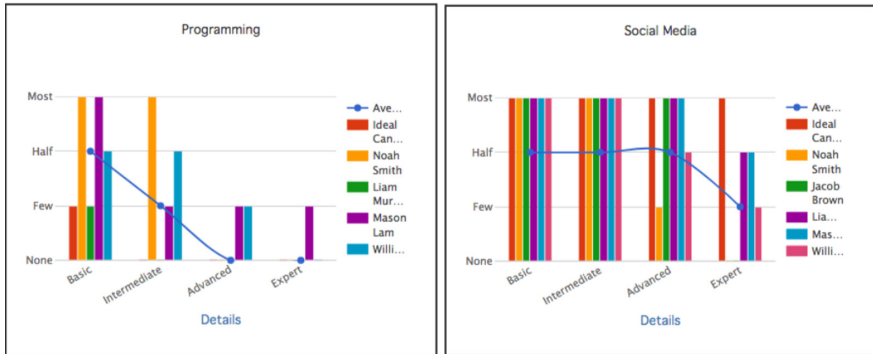 Programming
Most
Half
Few
None
Basic
Intermediate
Advanced
Expert
Ave...
Ideal
Can...
Noah
Smith
Liam
Mur...
Mason
Lam
Willi...
Details
Social Media
Most
Half
Few
None
Basic
Intermediate
Advanced
Expert
Ave...
Ideal
Can...
Noah
Smith
Jacob
Brown
Lia...
Mas...
Willi...
Details